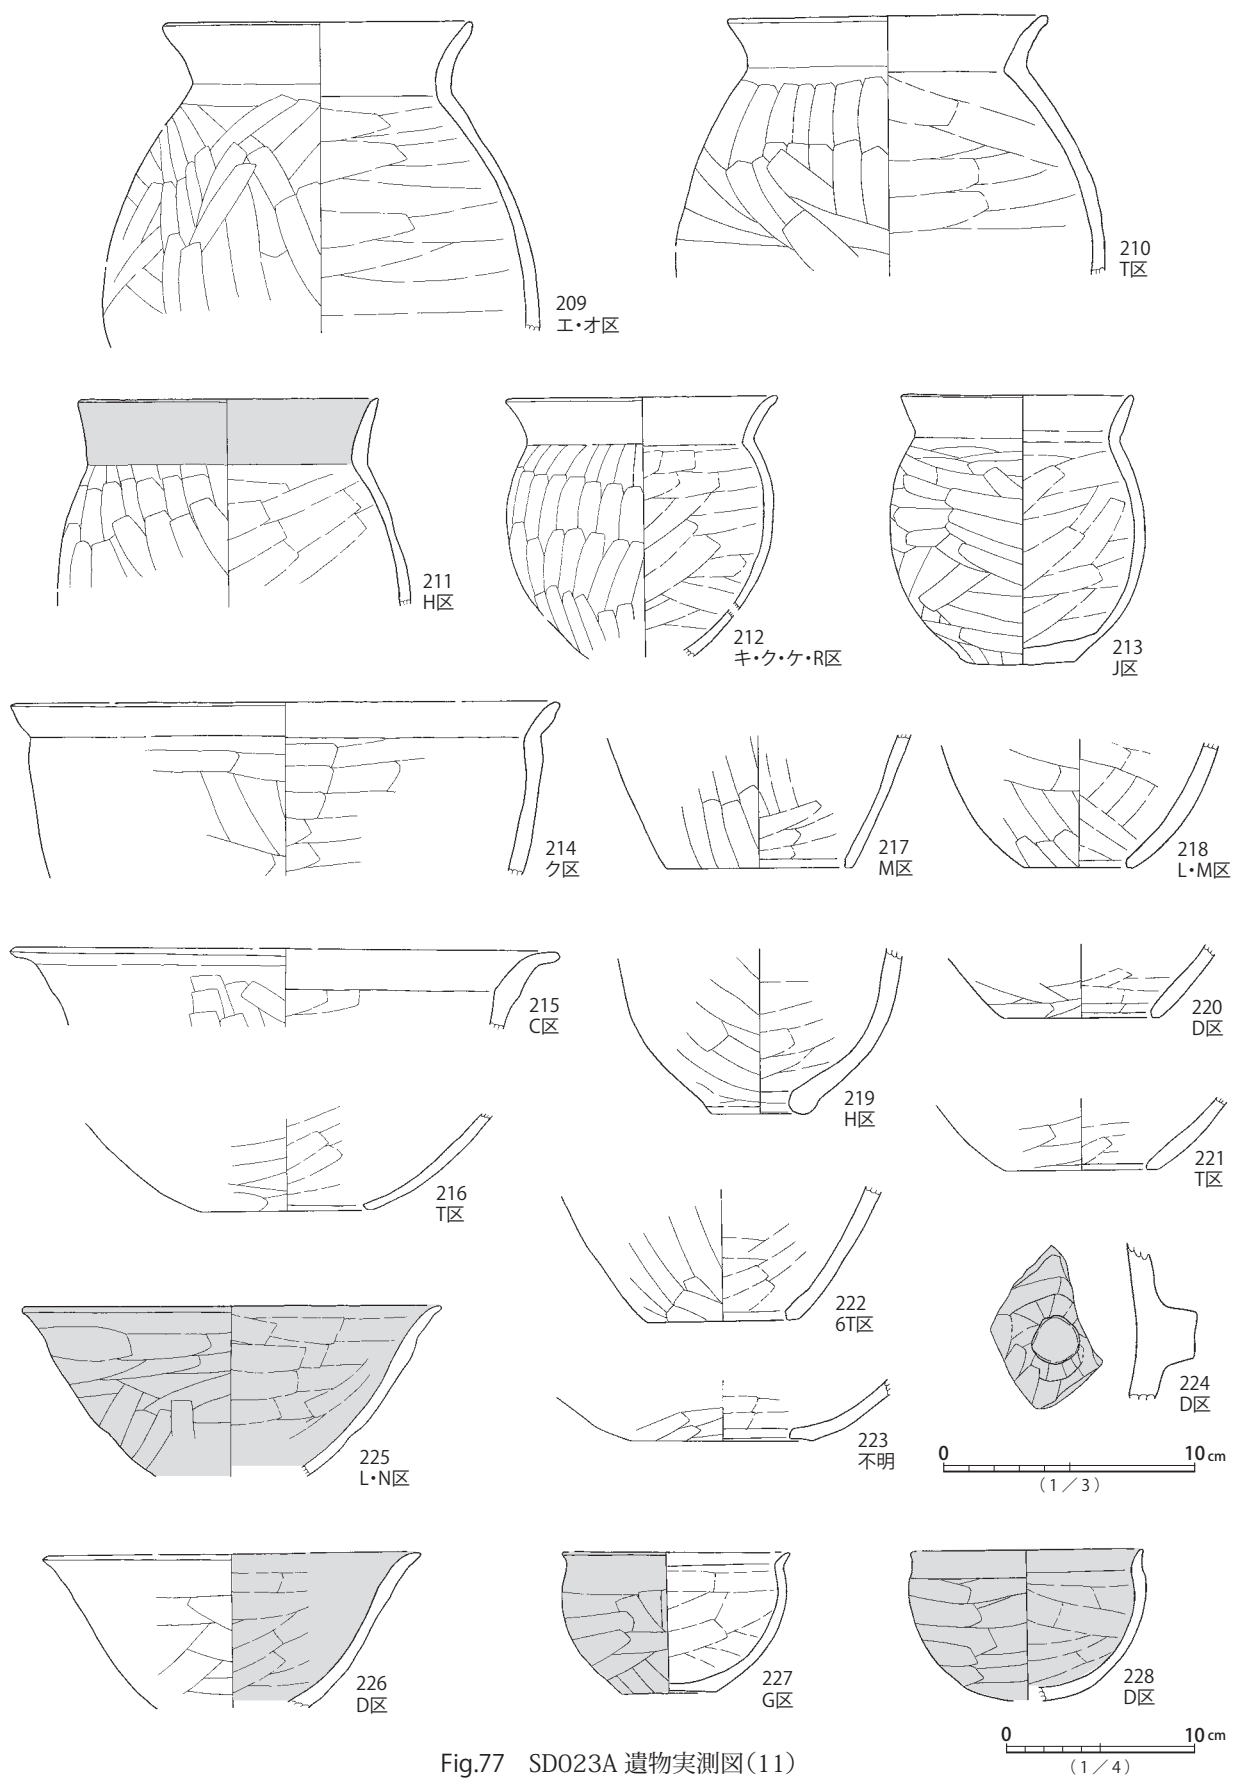 209
エ・オ区
210
T区
211
H区
212
キ・ク・ケ・R区
213
J区
214
ク区
217
M区
218
L・M区
215
C区
219
H区
220
D区
216
T区
221
T区
222
6T区
224
D区
225
L・N区
223
不明
0 10 cm
(1／3)
226
D区
227
G区
228
D区
0 10 cm
(1／4)
Fig.77 SD023A 遺物実測図(11)